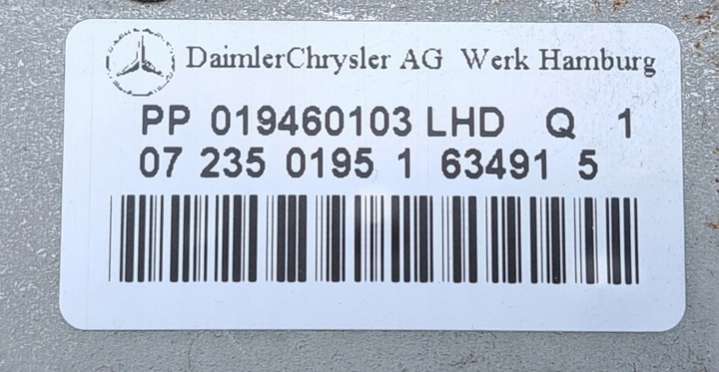 DaimlerChrysler AG Werk Hamburg
PP 019460103 LHD Q 1
07 235 0195 1 63491 5